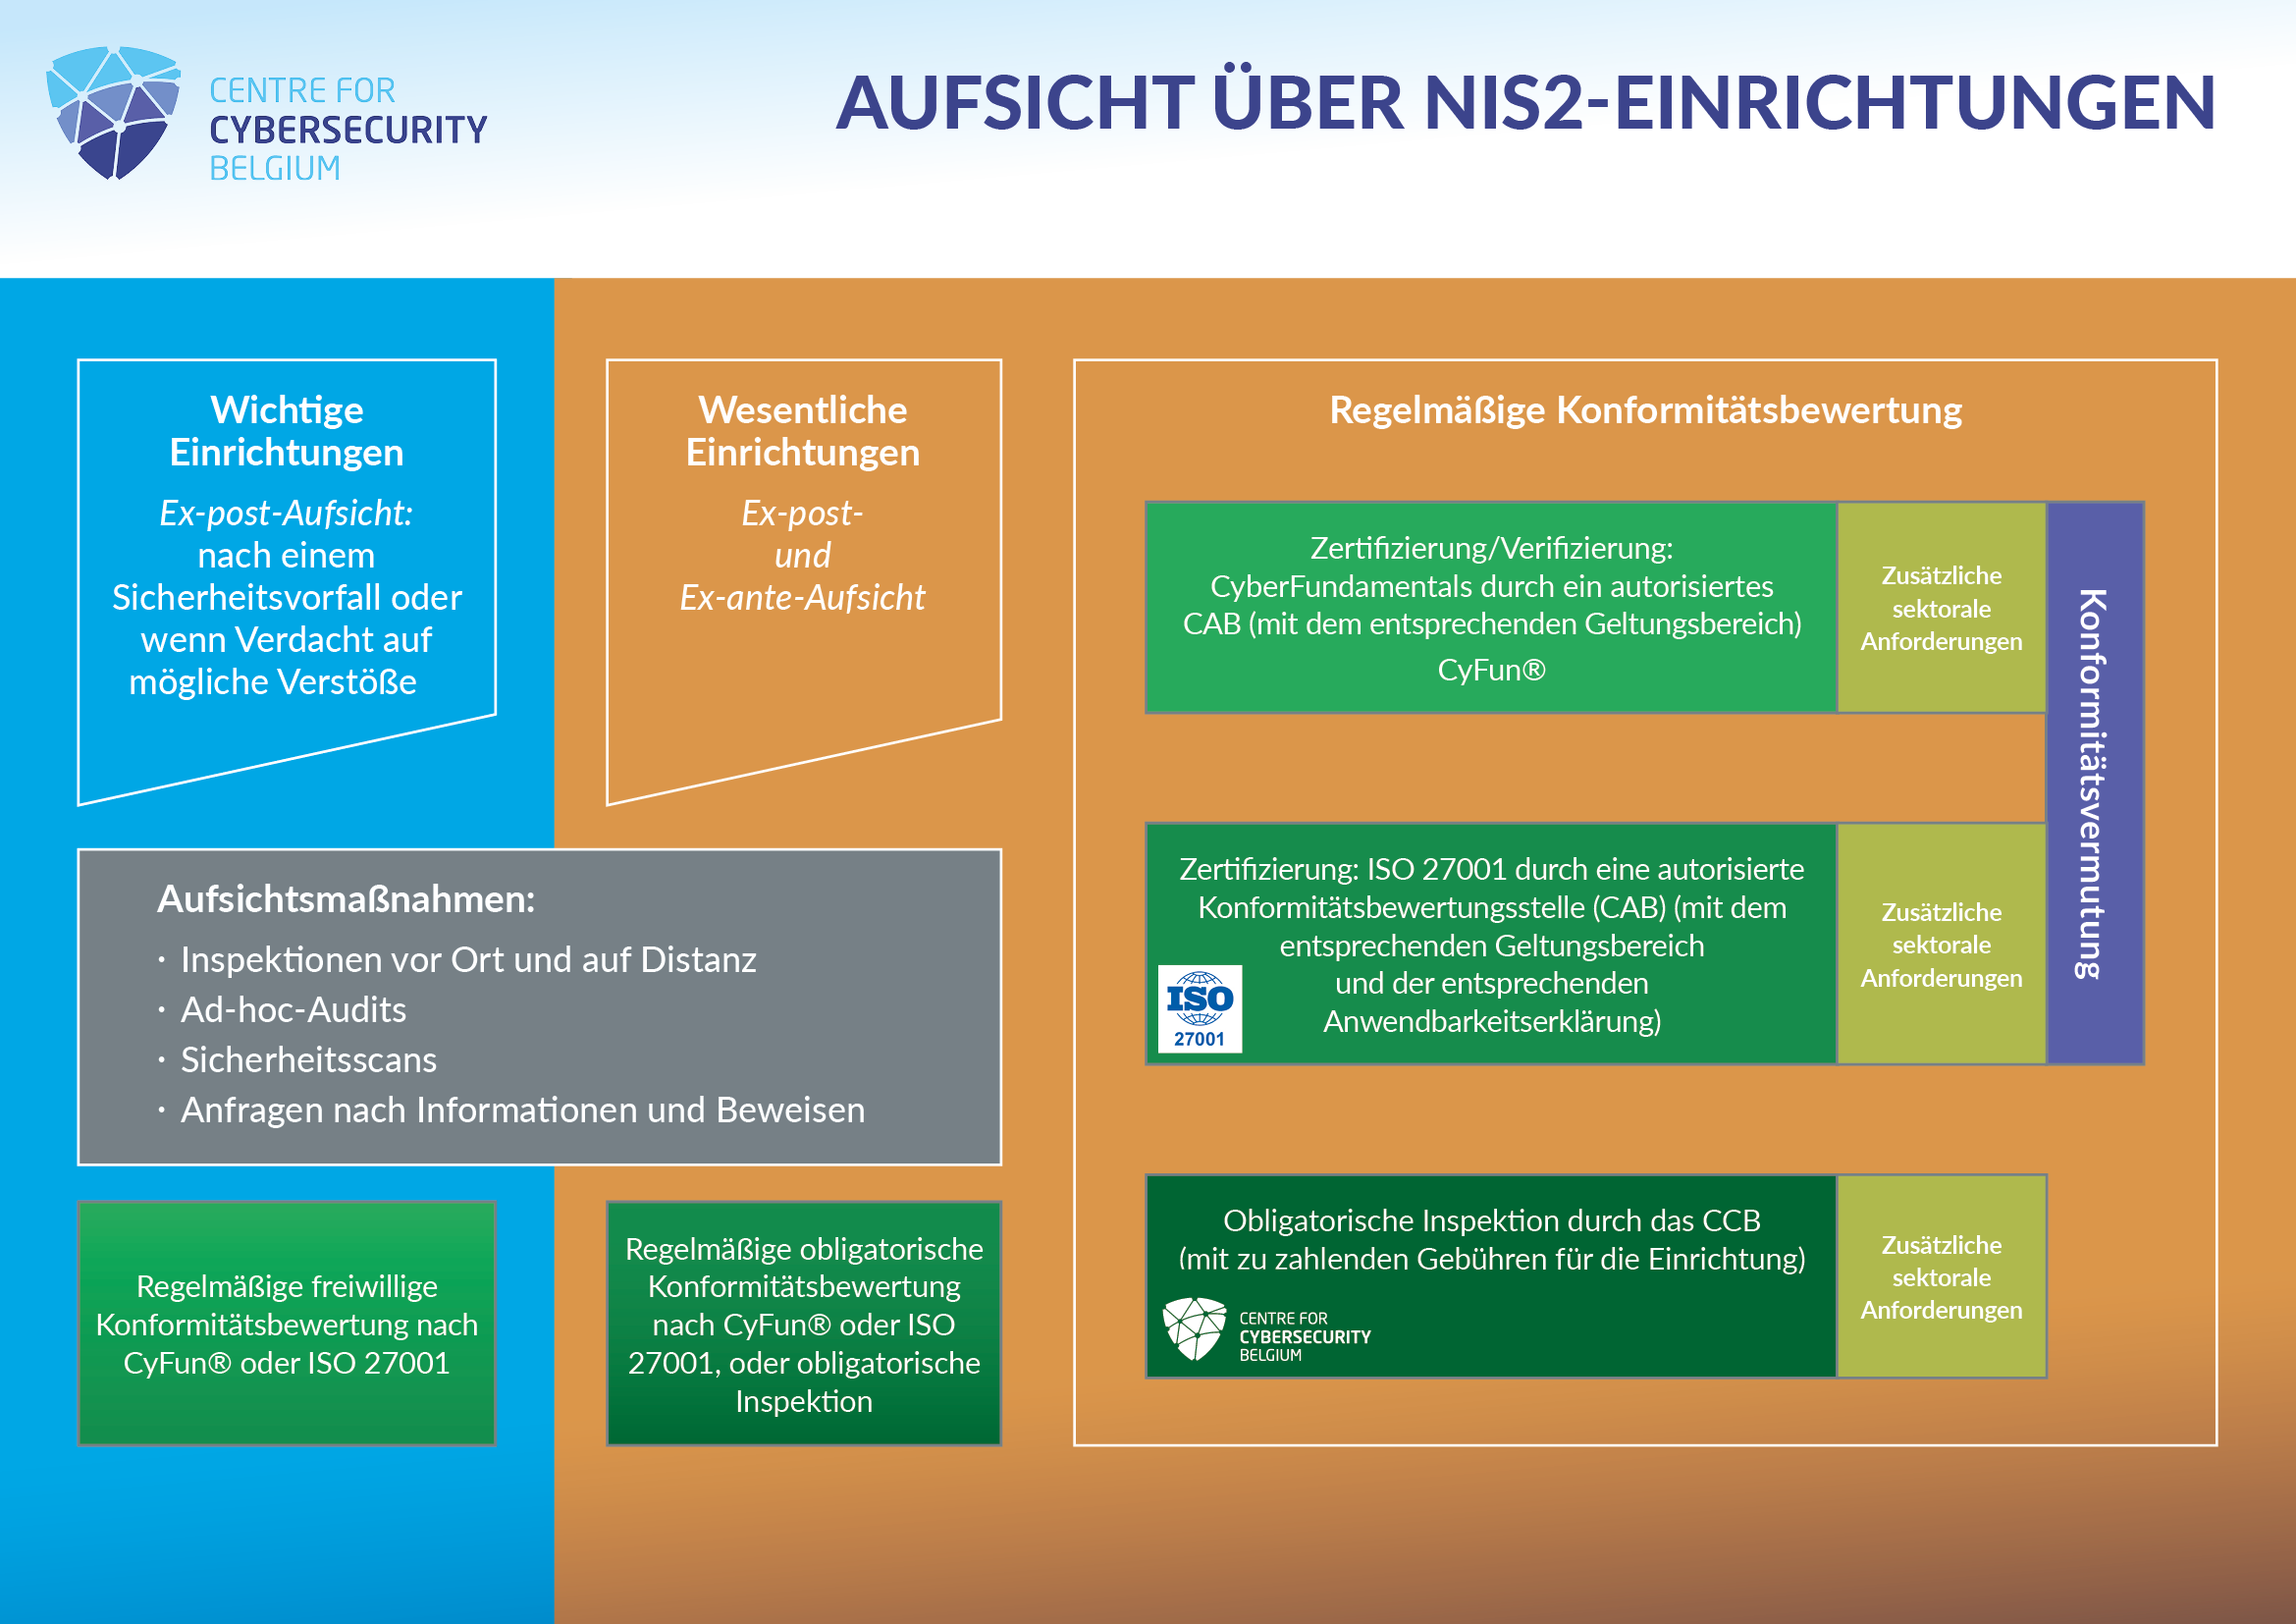 CENTRE FOR
CYBERSECURITY
BELGIUM
AUFSICHT ÜBER NIS2-EINRICHTUNGEN
Wichtige
Einrichtungen
Ex-post-Aufsicht:
nach einem
Sicherheitsvorfall oder
wenn Verdacht auf
mögliche Verstöße
Wesentliche
Einrichtungen
Ex-post-
und
Ex-ante-Aufsicht
Aufsichtsmaßnahmen:
· Inspektionen vor Ort und auf Distanz
· Ad-hoc-Audits
· Sicherheitsscans
· Anfragen nach Informationen und Beweisen
Regelmäßige freiwillige
Konformitätsbewertung nach
CyFun® oder ISO 27001
Regelmäßige obligatorische
Konformitätsbewertung
nach CyFun® oder ISO
27001, oder obligatorische
Inspektion
Regelmäßige Konformitätsbewertung
Zertifizierung/Verifizierung:
CyberFundamentals durch ein autorisiertes
CAB (mit dem entsprechenden Geltungsbereich)
CyFun®
Zusätzliche
sektorale
Anforderungen
Zertifizierung: ISO 27001 durch eine autorisierte
Konformitätsbewertungsstelle (CAB) (mit dem
entsprechenden Geltungsbereich
und der entsprechenden
Anwendbarkeitserklärung)
ISO
27001
Zusätzliche
sektorale
Anforderungen
Konformitätsvermutung
Obligatorische Inspektion durch das CCB
(mit zu zahlenden Gebühren für die Einrichtung)
CENTRE FOR
CYBERSECURITY
BELGIUM
Zusätzliche
sektorale
Anforderungen